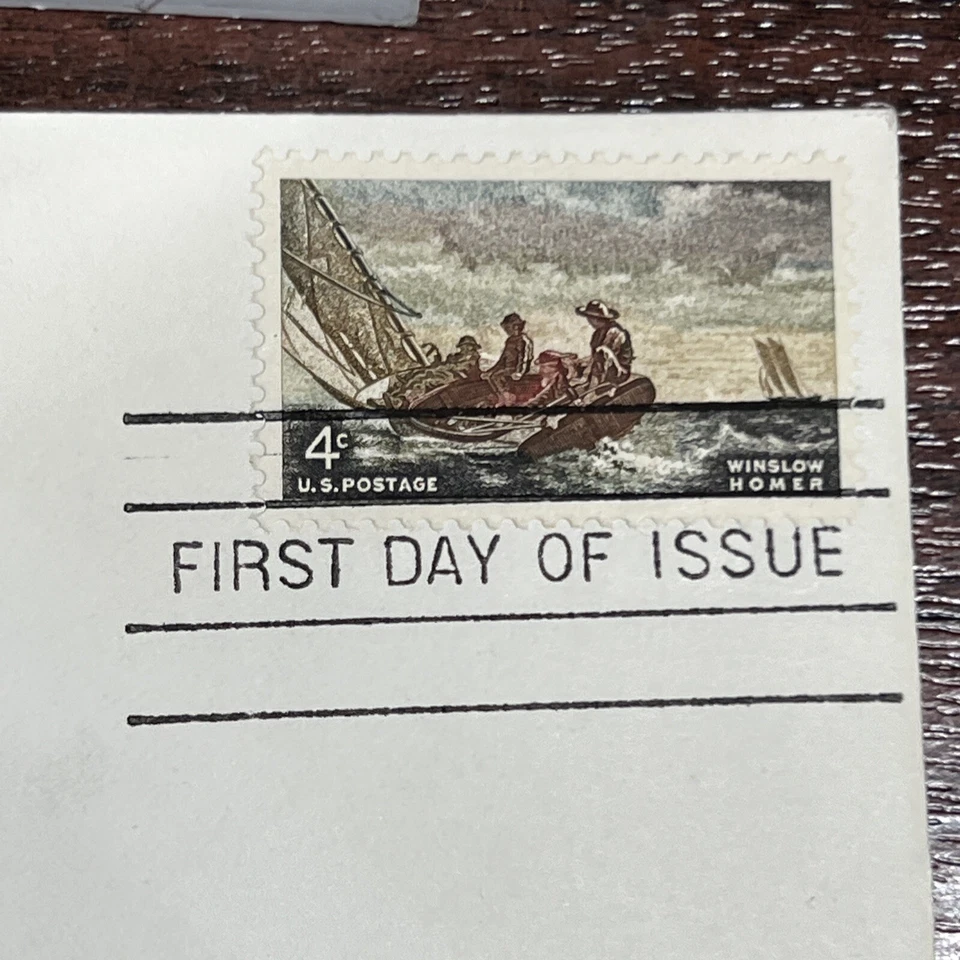 4c
U.S. POSTAGE
WINSLOW
HOMER
FIRST DAY OF ISSUE